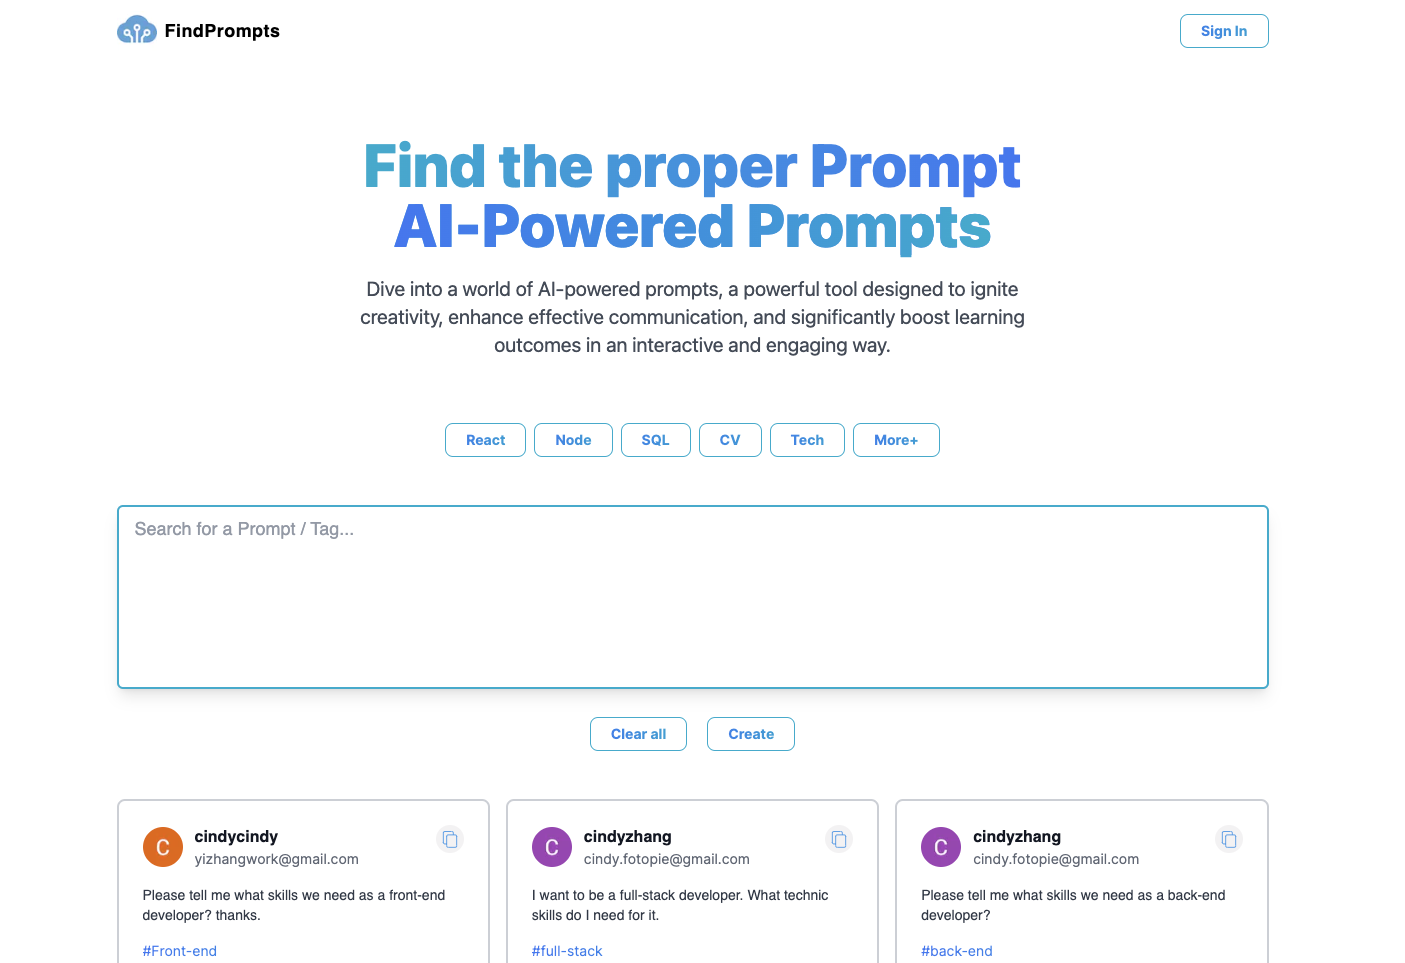 FindPrompts
Sign In
Find the proper Prompt
AI-Powered Prompts
Dive into a world of AI-powered prompts, a powerful tool designed to ignite
creativity, enhance effective communication, and significantly boost learning
outcomes in an interactive and engaging way.
React
Node
SQL
CV
Tech
More+
Search for a Prompt / Tag...
Clear all
Create
C
cindycindy
yizhangwork@gmail.com
Please tell me what skills we need as a front-end
developer? thanks.
#Front-end
C
cindyzhang
cindy.fotopie@gmail.com
I want to be a full-stack developer. What technic
skills do I need for it.
#full-stack
C
cindyzhang
cindy.fotopie@gmail.com
Please tell me what skills we need as a back-end
developer?
#back-end